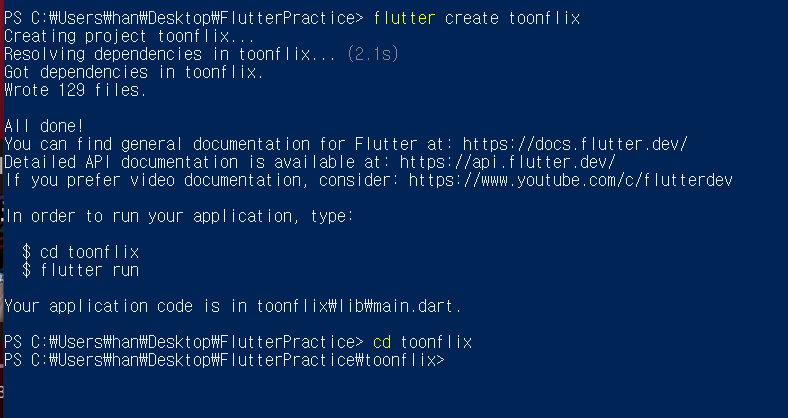 PS C:₩Users₩han₩Desktop₩FlutterPractice> flutter create toonflix
Creating project toonflix...
Resolving dependencies in toonflix... (2.1s)
Got dependencies in toonflix.
Wrote 129 files.
All done!
You can find general documentation for Flutter at: https://docs.flutter.dev/
Detailed API documentation is available at: https://api.flutter.dev/
If you prefer video documentation, consider: https://www.youtube.com/c/flutterdev
In order to run your application, type:
$ cd toonflix
$ flutter run
Your application code is in toonflix₩lib₩main.dart.
PS C:₩Users₩han₩Desktop₩FlutterPractice> cd toonflix
PS C:₩Users₩han₩Desktop₩FlutterPractice₩toonflix>